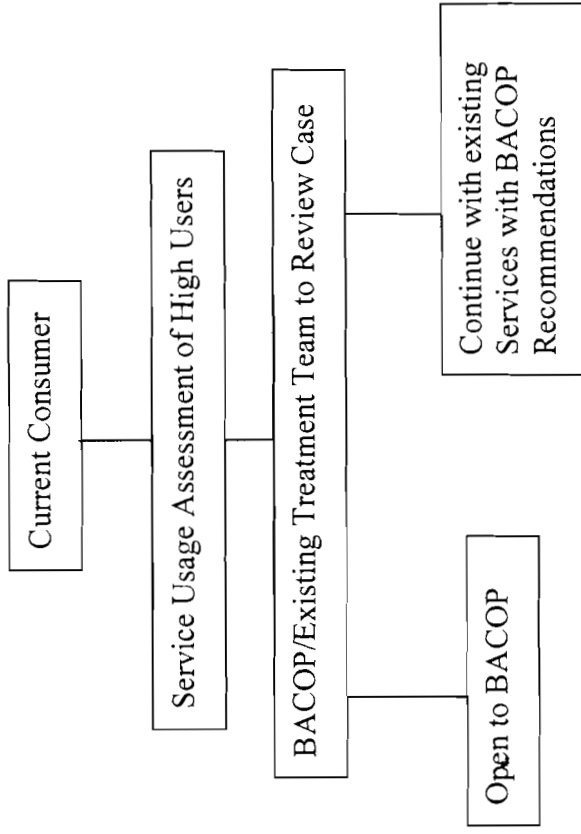 Current Consumer
Service Usage Assessment of High Users
BACOP/Existing Treatment Team to Review Case
Open to BACOP
Continue with existing
Services with BACOP
Recommendations